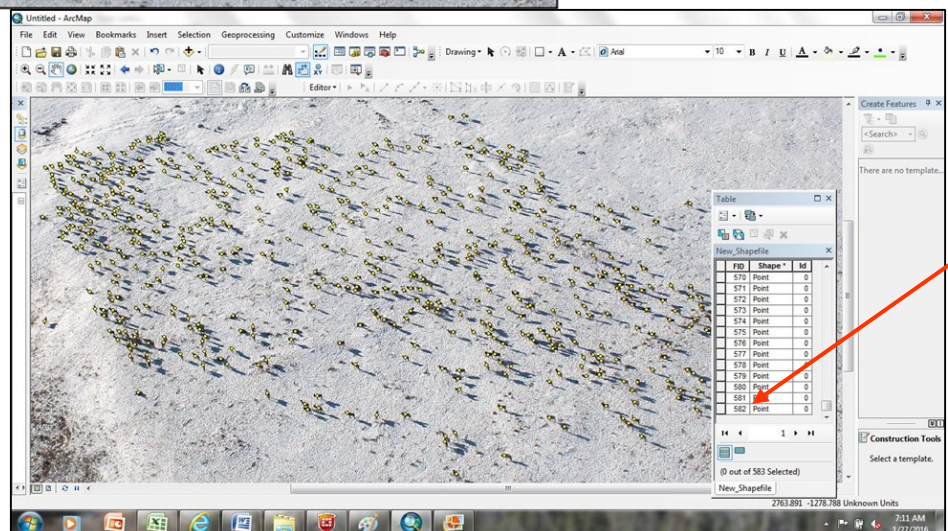 Untitled - ArcMap
File Edit View Bookmarks Insert Selection Geoprocessing Customize Windows Help
Drawing A Arial 10 B I U A
Editor
Create Features
<Search>
There are no template...
Table
New_Shapefile
FID Shape * Id
570 Point 0
571 Point 0
572 Point 0
573 Point 0
574 Point 0
575 Point 0
576 Point 0
577 Point 0
578 Point 0
579 Point 0
580 Point 0
581 Point 0
582 Point 0
1
(0 out of 583 Selected)
New_Shapefile
Construction Tools
Select a template.
2763.891 -1278.788 Unknown Units
7:11 AM
1/27/2016